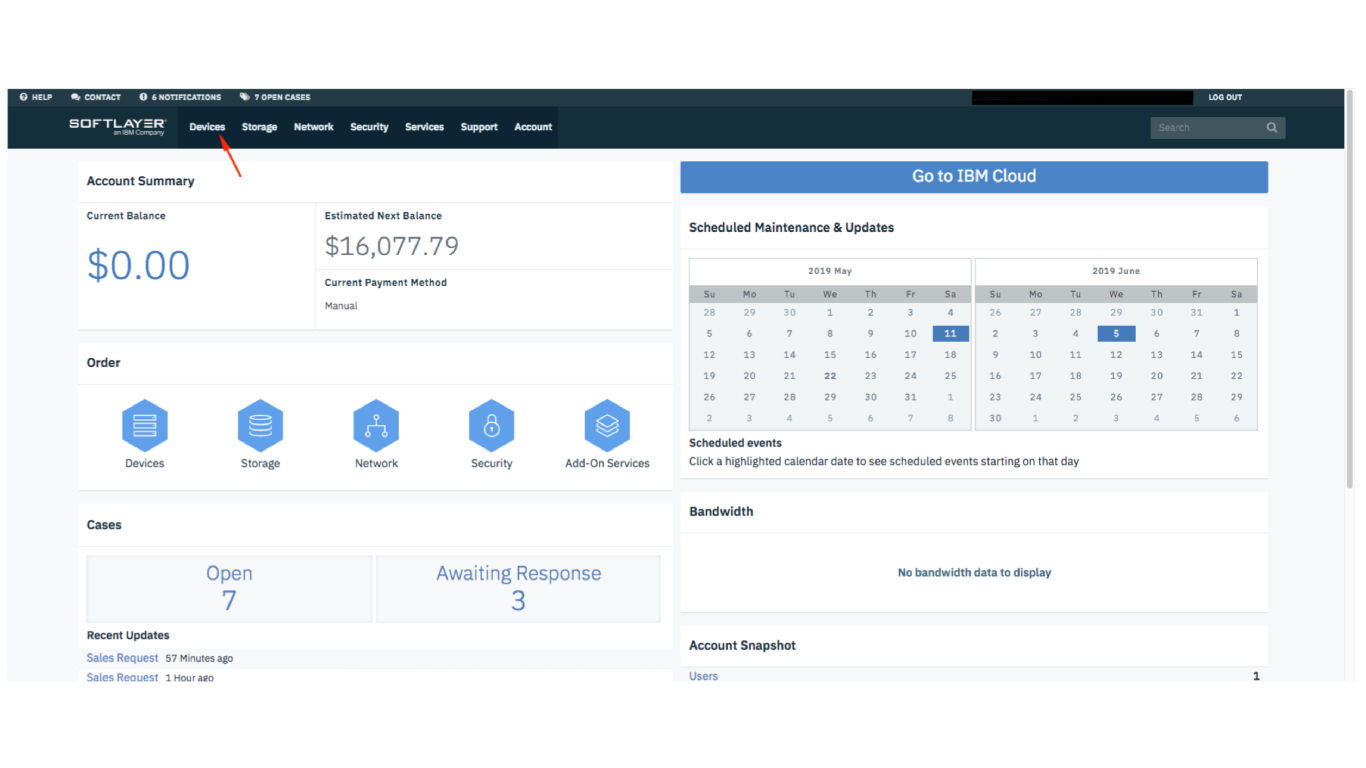 HELP CONTACT 6 NOTIFICATIONS 7 OPEN CASES LOG OUT
SOFTLAYER®
an IBM Company
Devices Storage Network Security Services Support Account
Search
Account Summary
Current Balance
$0.00
Estimated Next Balance
$16,077.79
Current Payment Method
Manual
Order
Devices Storage Network Security Add-On Services
Cases
Open
7
Awaiting Response
3
Recent Updates
Sales Request 57 Minutes ago
Sales Request 1 Hour ago
Go to IBM Cloud
Scheduled Maintenance & Updates
2019 May
Su Mo Tu We Th Fr Sa
28 29 30 1 2 3 4
5 6 7 8 9 10 11
12 13 14 15 16 17 18
19 20 21 22 23 24 25
26 27 28 29 30 31 1
2 3 4 5 6 7 8
2019 June
Su Mo Tu We Th Fr Sa
26 27 28 29 30 31 1
2 3 4 5 6 7 8
9 10 11 12 13 14 15
16 17 18 19 20 21 22
23 24 25 26 27 28 29
30 1 2 3 4 5 6
Scheduled events
Click a highlighted calendar date to see scheduled events starting on that day
Bandwidth
No bandwidth data to display
Account Snapshot
Users 1